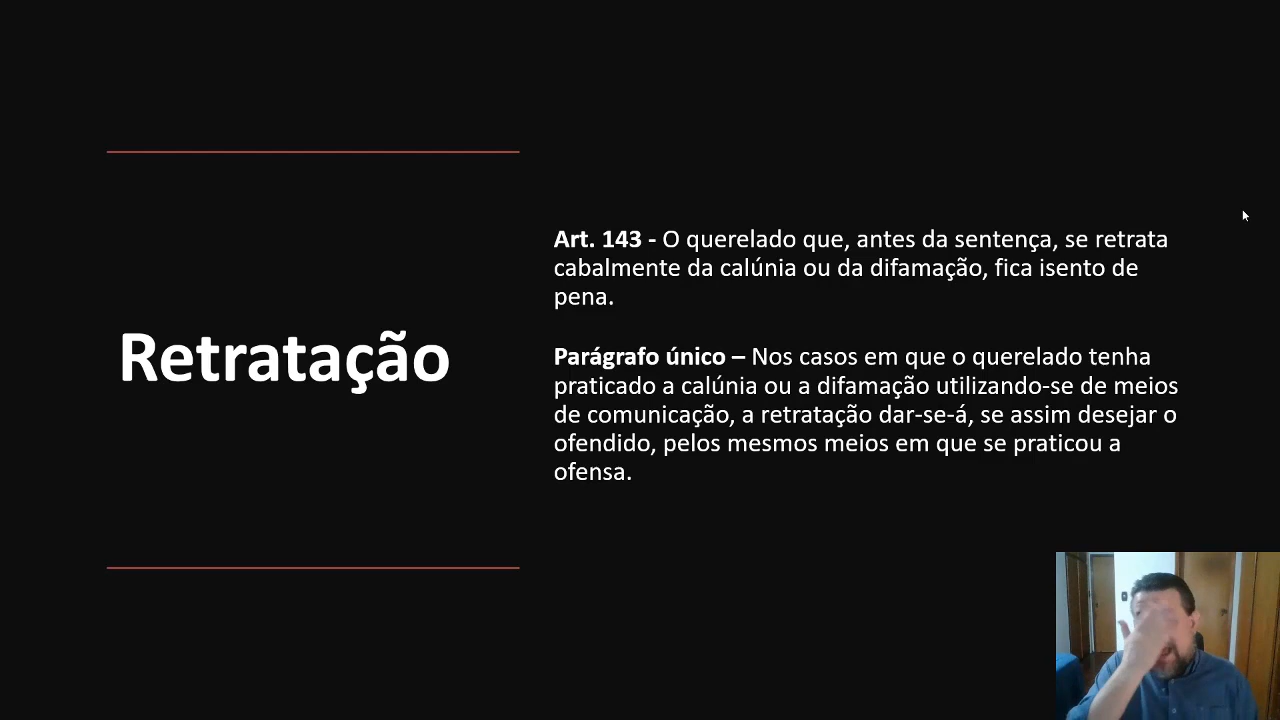 Retratação
Art. 143 - O querelado que, antes da sentença, se retrata
cabalmente da calúnia ou da difamação, fica isento de
pena.
Parágrafo único – Nos casos em que o querelado tenha
praticado a calúnia ou a difamação utilizando-se de meios
de comunicação, a retratação dar-se-á, se assim desejar o
ofendido, pelos mesmos meios em que se praticou a
ofensa.